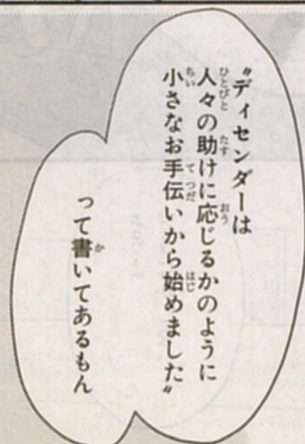 〝ディセンダーは
人々の助けに応じるかのように
小さなお手伝いから始めました〟
って書いてあるもん